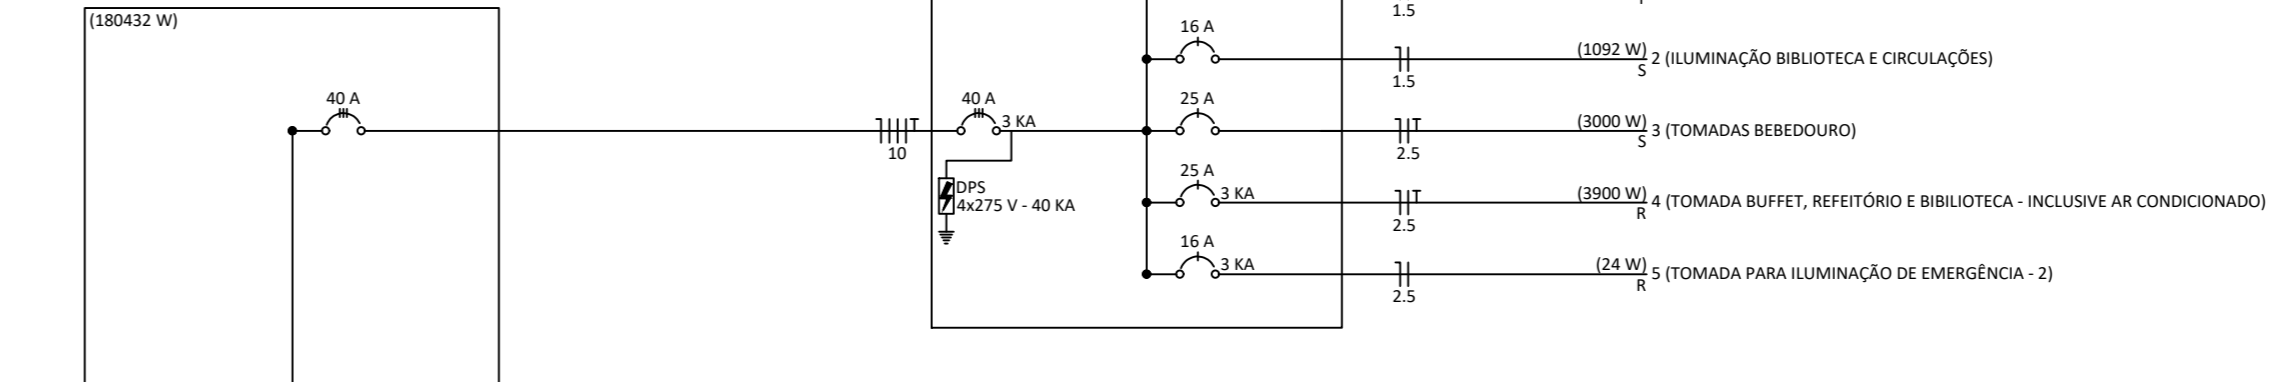 (180432 W)
1.5
16 A
(1092 W)
2 (ILUMINAÇÃO BIBLIOTECA E CIRCULAÇÕES)
S
1.5
40 A
40 A
3 KA
25 A
(3000 W)
3 (TOMADAS BEBEDOURO)
S
T
10
T
2.5
DPS
4x275 V - 40 KA
25 A
3 KA
T
2.5
(3900 W)
4 (TOMADA BUFFET, REFEITÓRIO E BIBILIOTECA - INCLUSIVE AR CONDICIONADO)
R
16 A
3 KA
2.5
(24 W)
5 (TOMADA PARA ILUMINAÇÃO DE EMERGÊNCIA - 2)
R